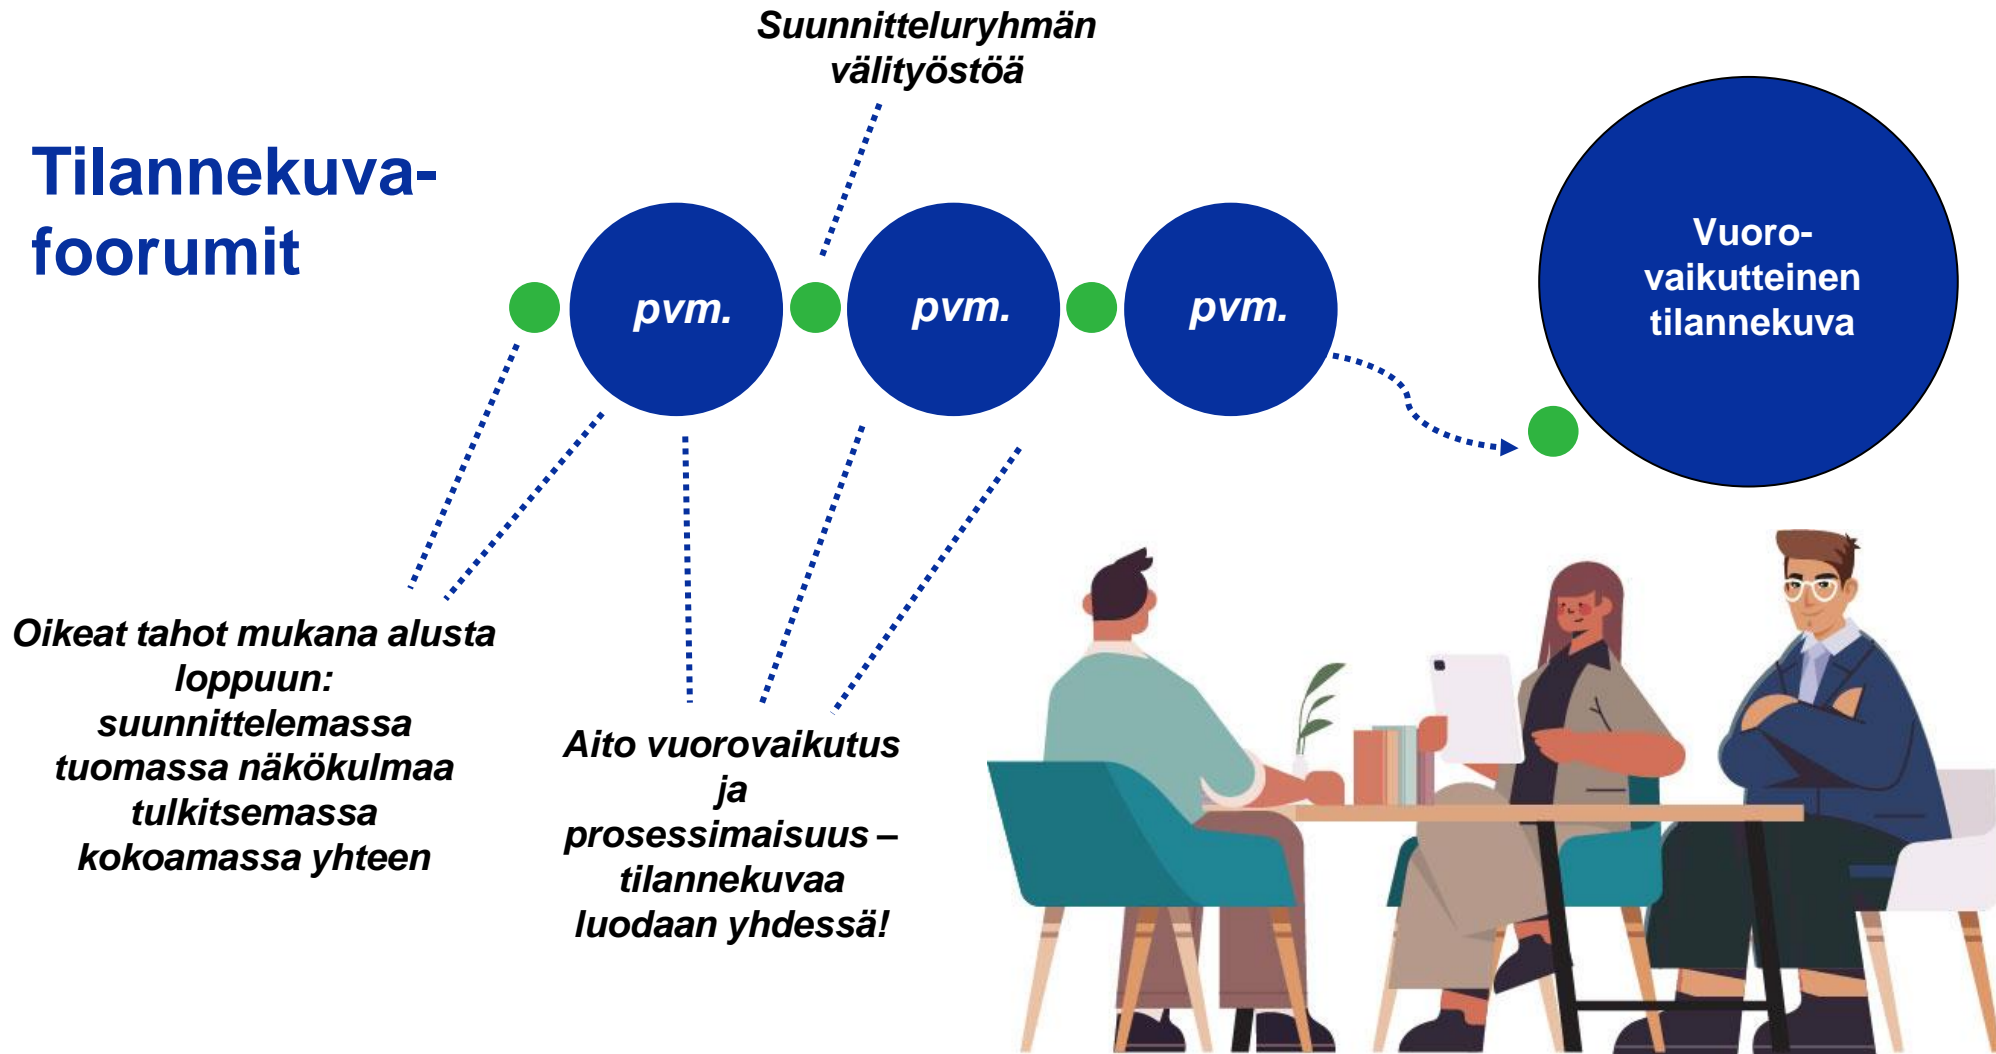 Suunnitteluryhmän
välityöstöä
Tilannekuva-
foorumit
pvm.
pvm.
pvm.
Vuoro-
vaikutteinen
tilannekuva
Oikeat tahot mukana alusta
loppuun:
suunnittelemassa
tuomassa näkökulmaa
tulkitsemassa
kokoamassa yhteen
Aito vuorovaikutus
ja
prosessimaisuus –
tilannekuvaa
luodaan yhdessä!